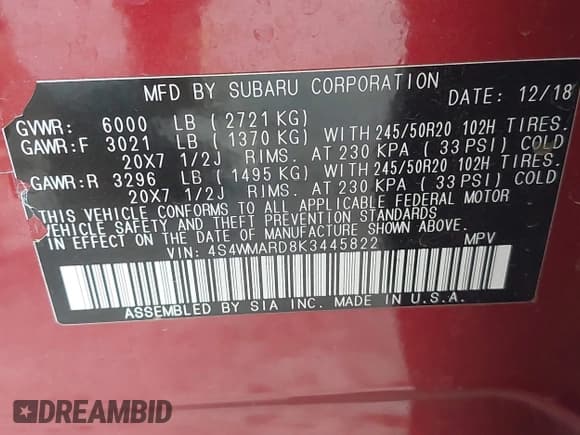 MFD BY SUBARU CORPORATION
DATE: 12/18
GVWR: 6000 LB ( 2721 KG)
GAWR:F 3021 LB ( 1370 KG) WITH 245/50R20 102H TIRES.
20X7 1/2J RIMS. AT 230 KPA ( 33 PSI) COLD
GAWR:R 3296 LB ( 1495 KG) WITH 245/50R20 102H TIRES.
20X7 1/2J RIMS. AT 230 KPA ( 33 PSI) COLD
THIS VEHICLE CONFORMS TO ALL APPLICABLE FEDERAL MOTOR
VEHICLE SAFETY AND THEFT PREVENTION STANDARDS
IN EFFECT ON THE DATE OF MANUFACTURE SHOWN ABOVE.
VIN: 4S4WMARD8K3445822 MPV
ASSEMBLED BY SIA INC. MADE IN U.S.A.
DREAMBID